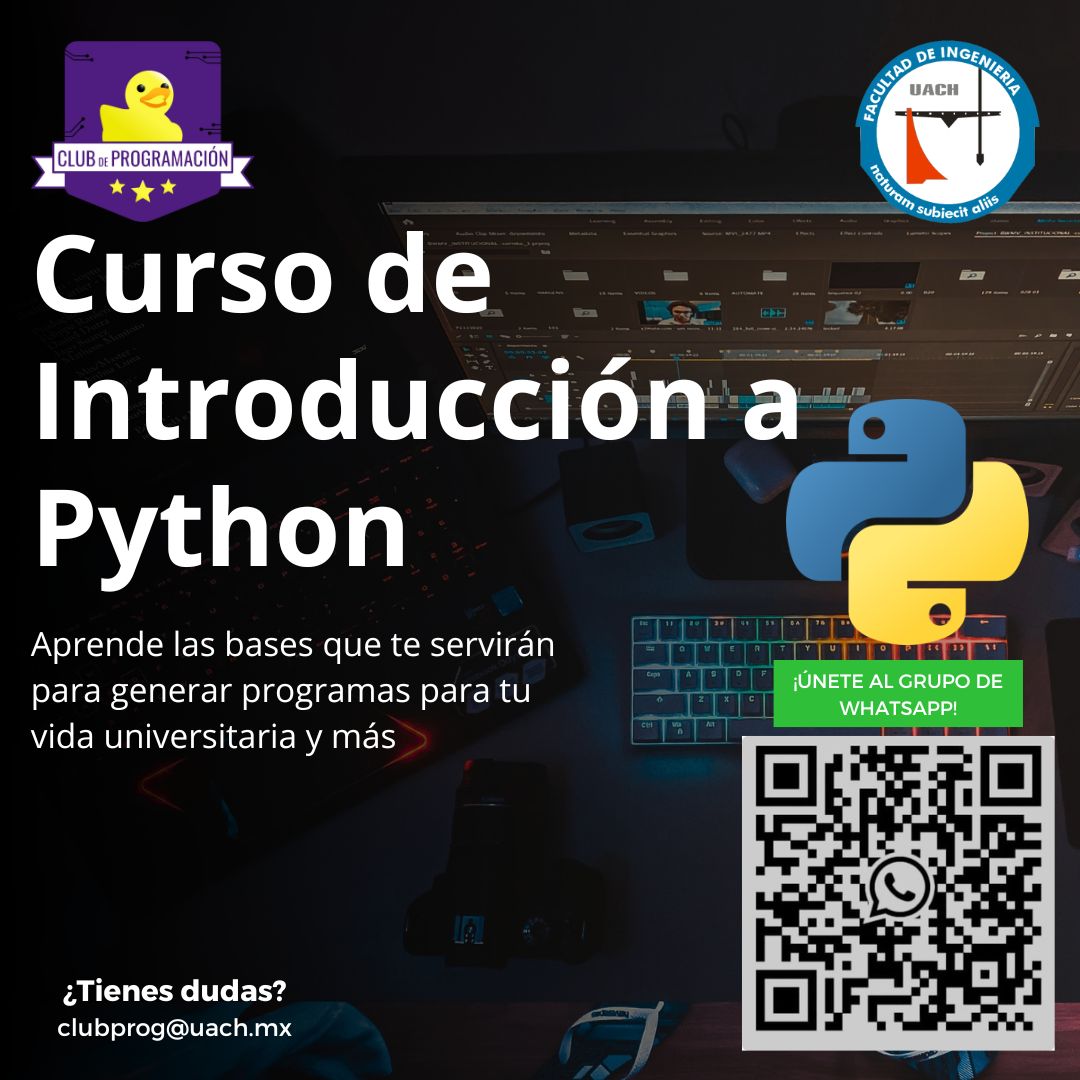 CLUB DE PROGRAMACIÓN
FACULTAD DE INGENIERIA
UACH
naturam subiecit aliis
Curso de
Introducción a
Python
Aprende las bases que te servirán
para generar programas para tu
vida universitaria y más
¡ÚNETE AL GRUPO DE
WHATSAPP!
¿Tienes dudas?
clubprog@uach.mx